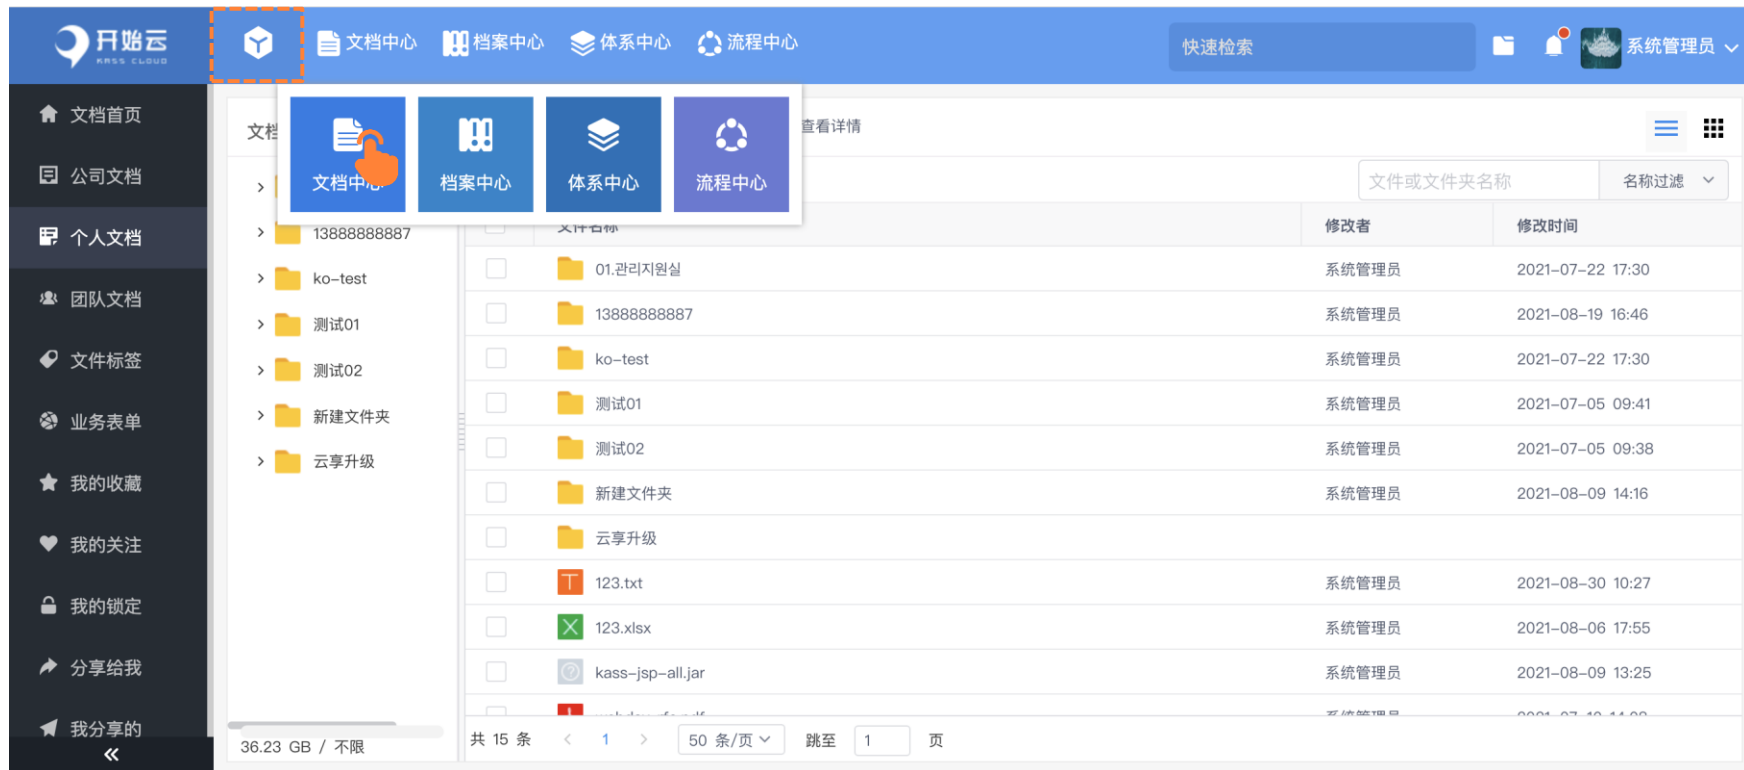 开始云
KASS CLOUD
文档中心
档案中心
体系中心
流程中心
快速检索
系统管理员
文档首页
公司文档
个人文档
团队文档
文件标签
业务表单
我的收藏
我的关注
我的锁定
分享给我
我分享的
文档中心
档案中心
体系中心
流程中心
查看详情
文件或文件夹名称
名称过滤
13888888887
ko-test
测试01
测试02
新建文件夹
云享升级
36.23 GB / 不限
文件名称 修改者 修改时间
01.관리지원실 系统管理员 2021-07-22 17:30
13888888887 系统管理员 2021-08-19 16:46
ko-test 系统管理员 2021-07-22 17:30
测试01 系统管理员 2021-07-05 09:41
测试02 系统管理员 2021-07-05 09:38
新建文件夹 系统管理员 2021-08-09 14:16
云享升级
123.txt 系统管理员 2021-08-30 10:27
123.xlsx 系统管理员 2021-08-06 17:55
kass-jsp-all.jar 系统管理员 2021-08-09 13:25
共 15 条 1 50 条/页 跳至 1 页